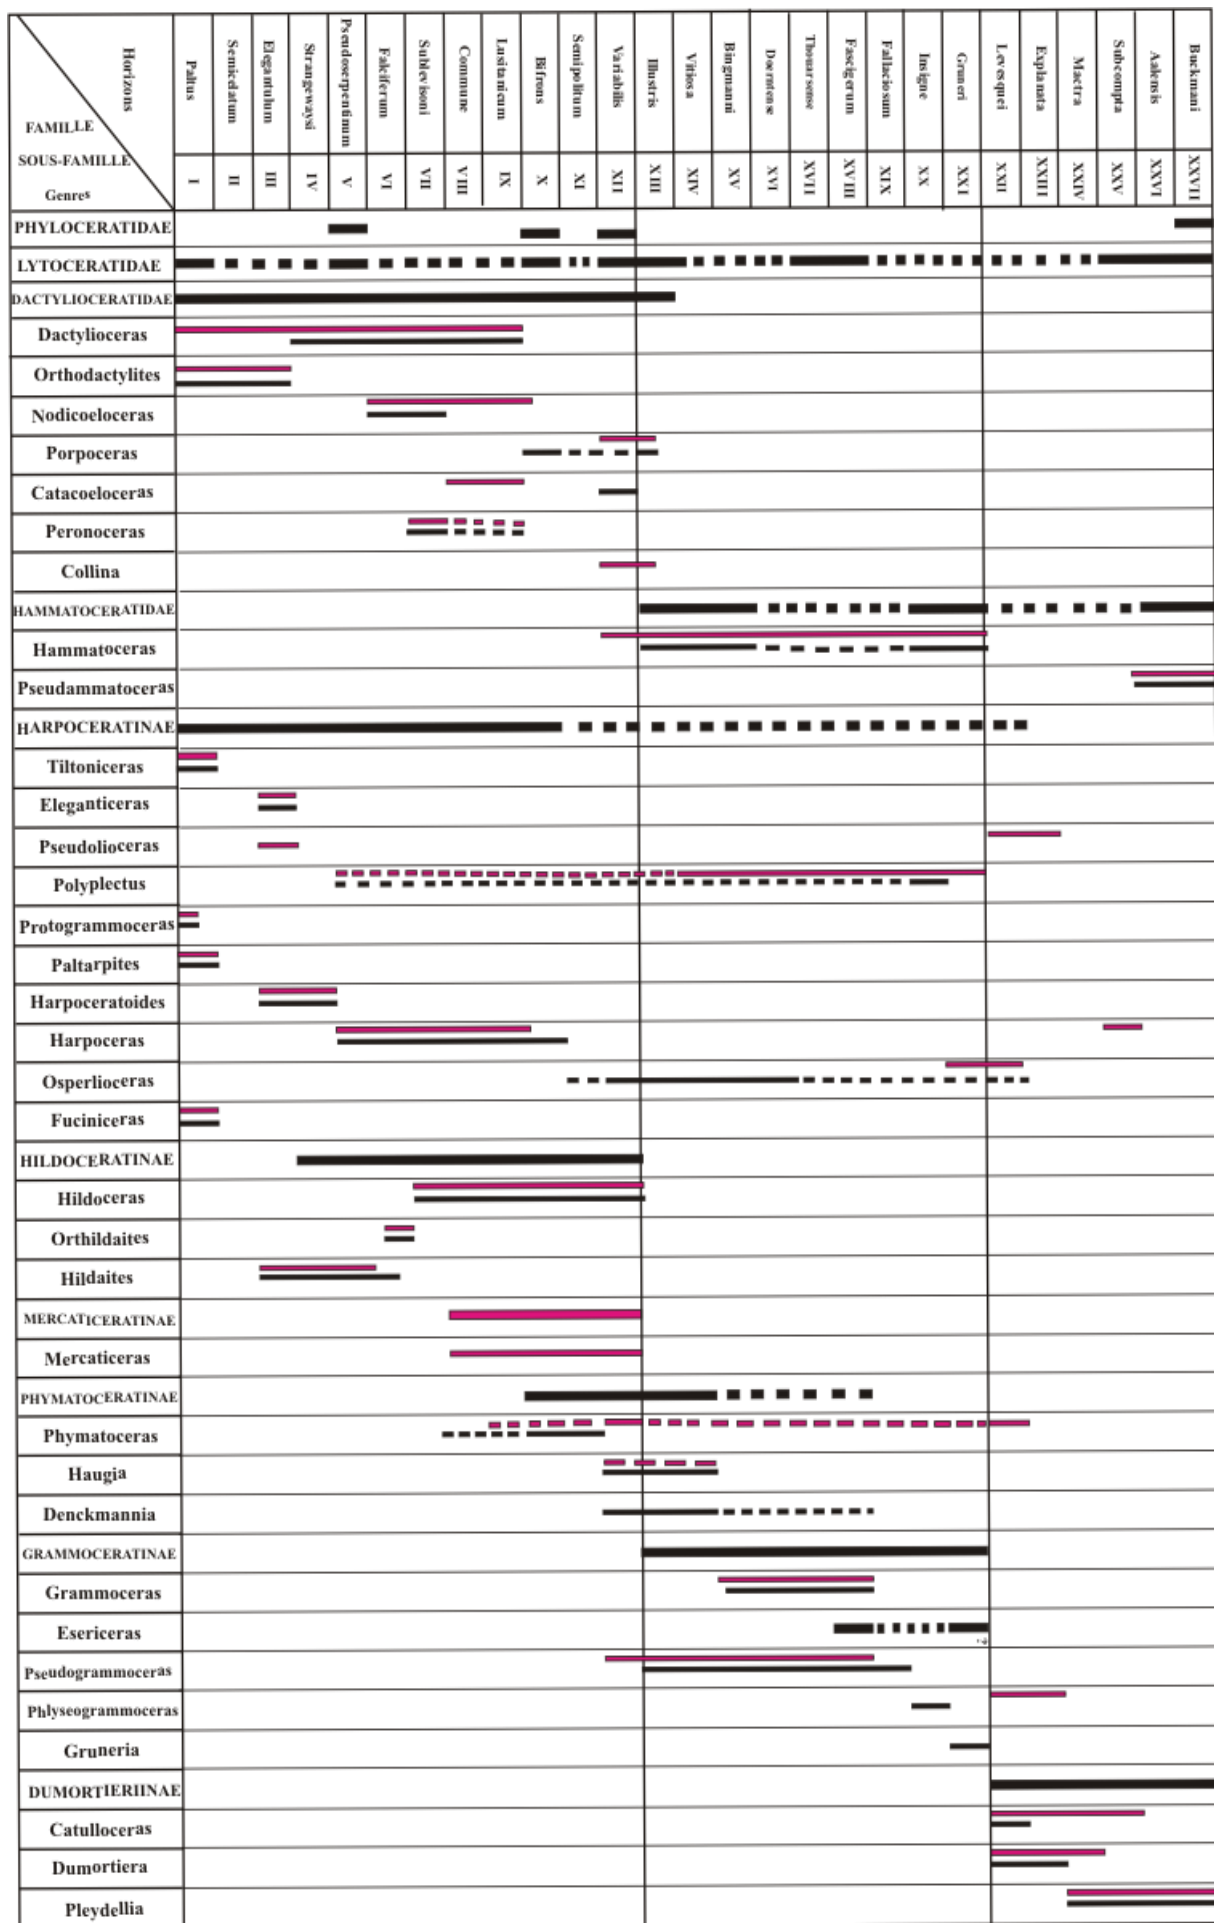 Horizons
Paltus
Semicelatum
Elegantulum
Strangewaysi
Pseudoserpentinum
Falciferum
Sublevisoni
Commune
Lusitanicum
Bifrons
Semipolitum
Variabilis
Illustris
Vitiosa
Bingmanni
Doerntense
Thouarsense
Fascigerum
Fallaciosum
Insigne
Gruneri
Levesquei
Explanata
Mactra
Subcompta
Aalensis
Buckmani
FAMILLE
SOUS-FAMILLE
Genres
I
II
III
IV
V
VI
VII
VIII
IX
X
XI
XII
XIII
XIV
XV
XVI
XVII
XVIII
XIX
XX
XXI
XXII
XXIII
XXIV
XXV
XXVI
XXVII
PHYLOCERATIDAE
LYTOCERATIDAE
DACTYLIOCERATIDAE
Dactylioceras
Orthodactylites
Nodicoeloceras
Porpoceras
Catacoeloceras
Peronoceras
Collina
HAMMATOCERATIDAE
Hammatoceras
Pseudammatoceras
HARPOCERATINAE
Tiltoniceras
Eleganticeras
Pseudolioceras
Polyplectus
Protogrammoceras
Paltarpites
Harpoceratoides
Harpoceras
Osperlioceras
Fuciniceras
HILDOCERATINAE
Hildoceras
Orthildaites
Hildaites
MERCATICERATINAE
Mercaticeras
PHYMATOCERATINAE
Phymatoceras
Haugia
Denckmannia
GRAMMOCERATINAE
Grammoceras
Esericeras
?
Pseudogrammoceras
Phlyseogrammoceras
Gruneria
DUMORTIERIINAE
Catulloceras
Dumortiera
Pleydellia